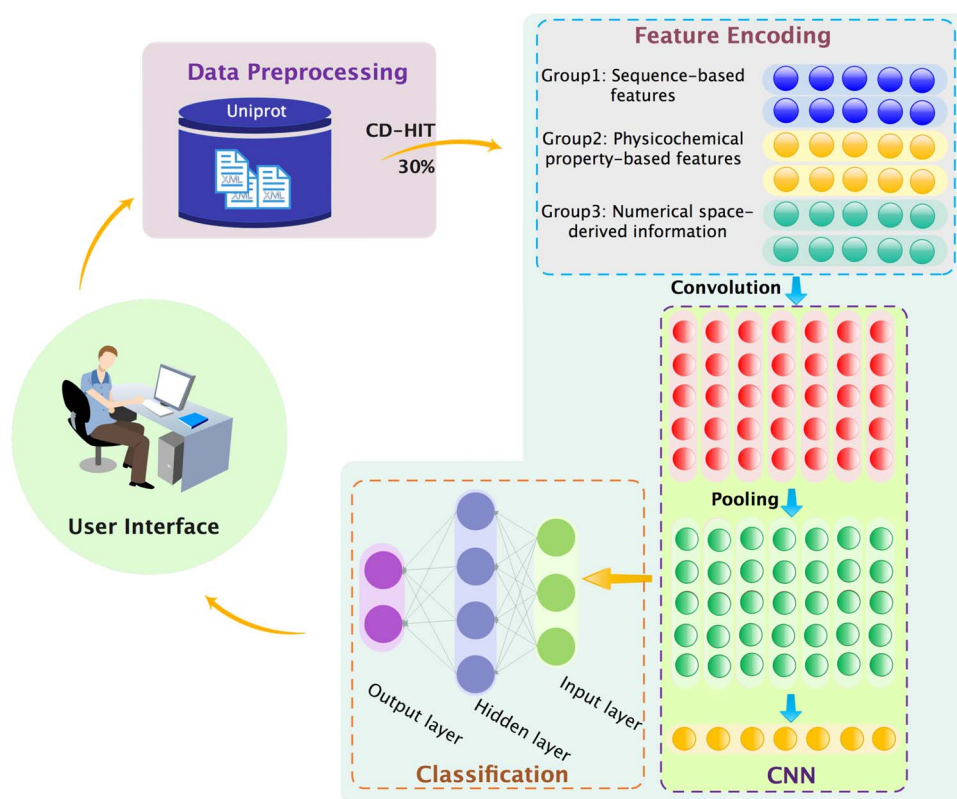 Data Preprocessing
Uniprot
XML
XML
XML
CD-HIT
30%
Feature Encoding
Group1: Sequence-based
features
Group2: Physicochemical
property-based features
Group3: Numerical space-
derived information
Convolution
Pooling
CNN
User Interface
Output layer
Hidden layer
Input layer
Classification